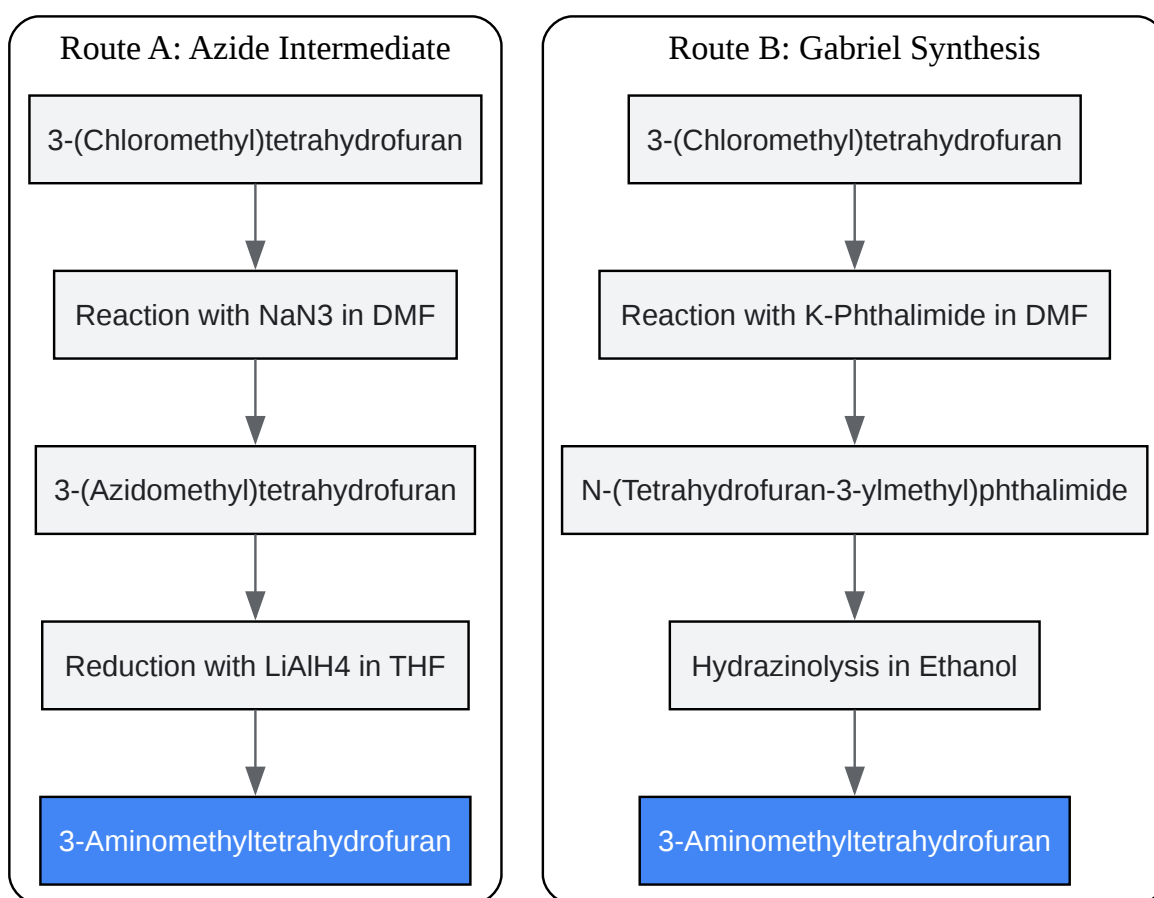 Route A: Azide Intermediate
3-(Chloromethyl)tetrahydrofuran
Reaction with NaN3 in DMF
3-(Azidomethyl)tetrahydrofuran
Reduction with LiAlH4 in THF
3-Aminomethyltetrahydrofuran
Route B: Gabriel Synthesis
3-(Chloromethyl)tetrahydrofuran
Reaction with K-Phthalimide in DMF
N-(Tetrahydrofuran-3-ylmethyl)phthalimide
Hydrazinolysis in Ethanol
3-Aminomethyltetrahydrofuran